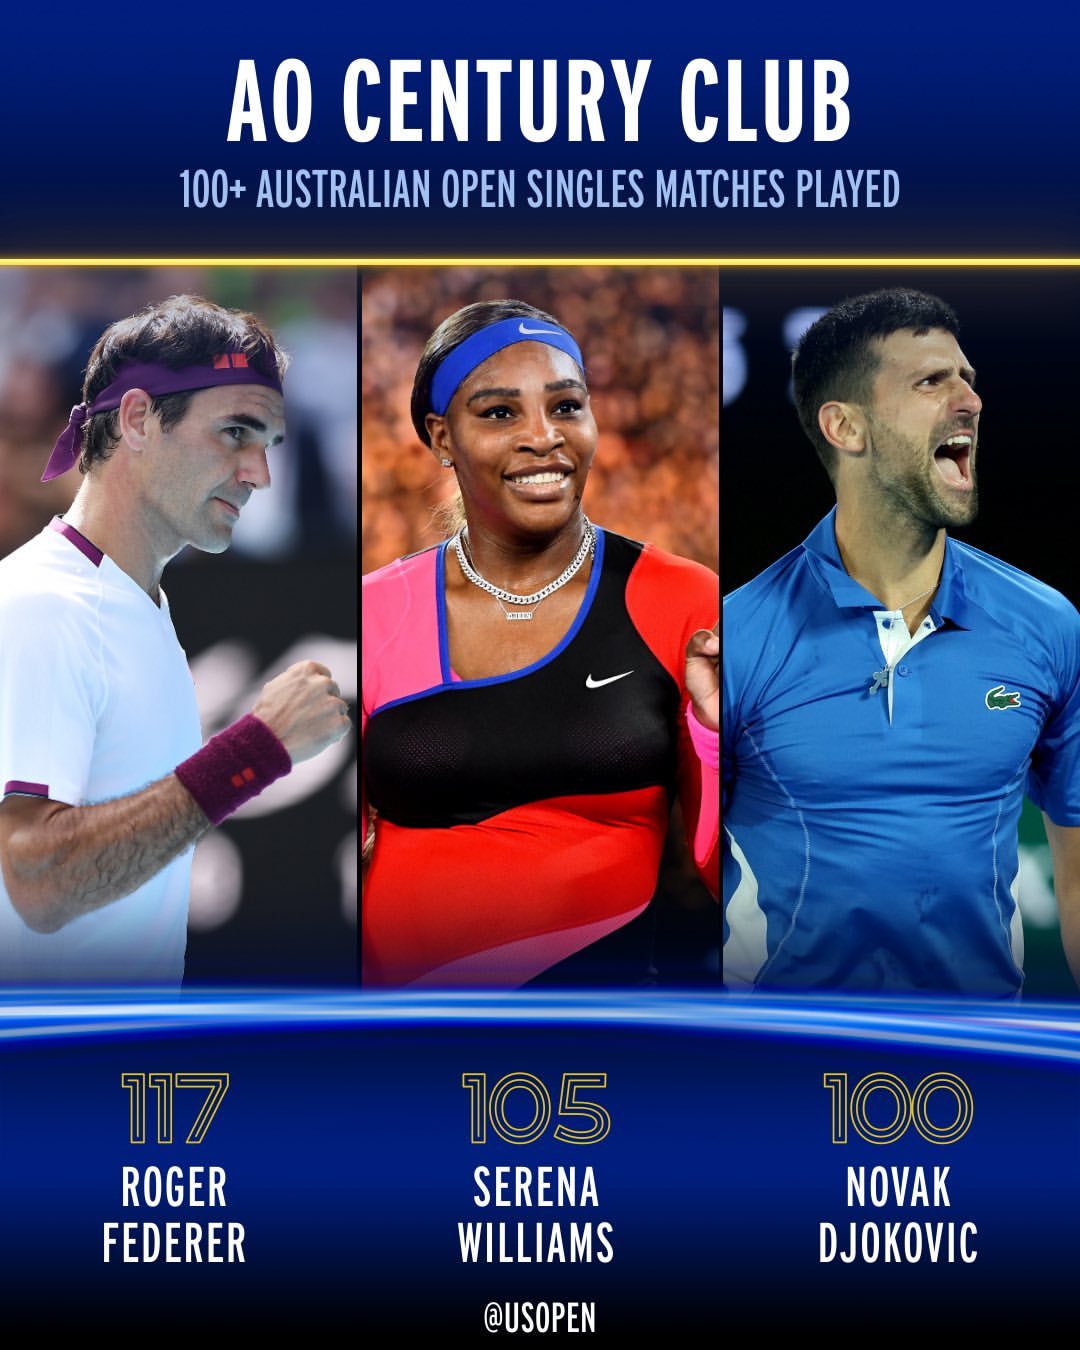 AO CENTURY CLUB
100+ AUSTRALIAN OPEN SINGLES MATCHES PLAYED
117
ROGER
FEDERER
105
SERENA
WILLIAMS
100
NOVAK
DJOKOVIC
@USOPEN